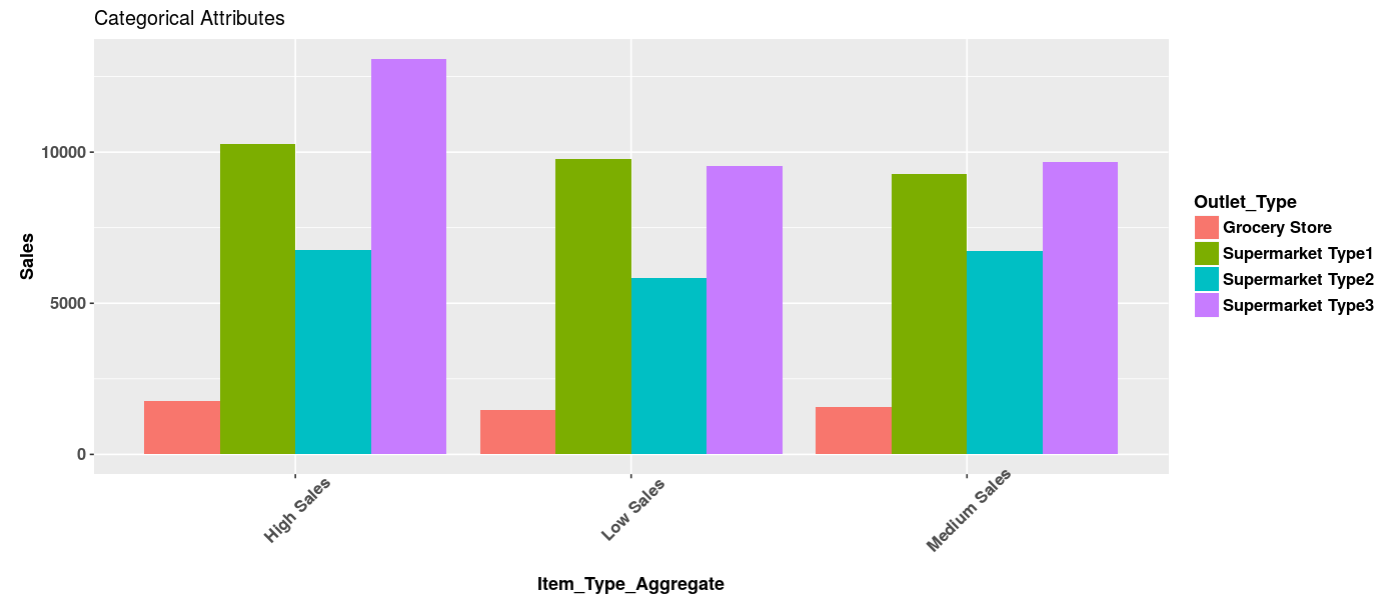 Categorical Attributes
Sales
10000
5000
0
High Sales
Low Sales
Medium Sales
Item_Type_Aggregate
Outlet_Type
Grocery Store
Supermarket Type1
Supermarket Type2
Supermarket Type3